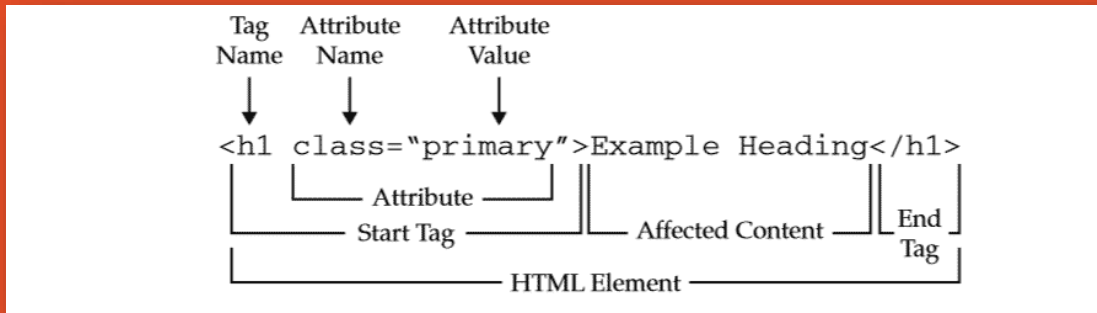 Tag Attribute Attribute
Name Name Value
<h1 class="primary">Example Heading</h1>
Attribute
Start Tag
Affected Content
End
Tag
HTML Element